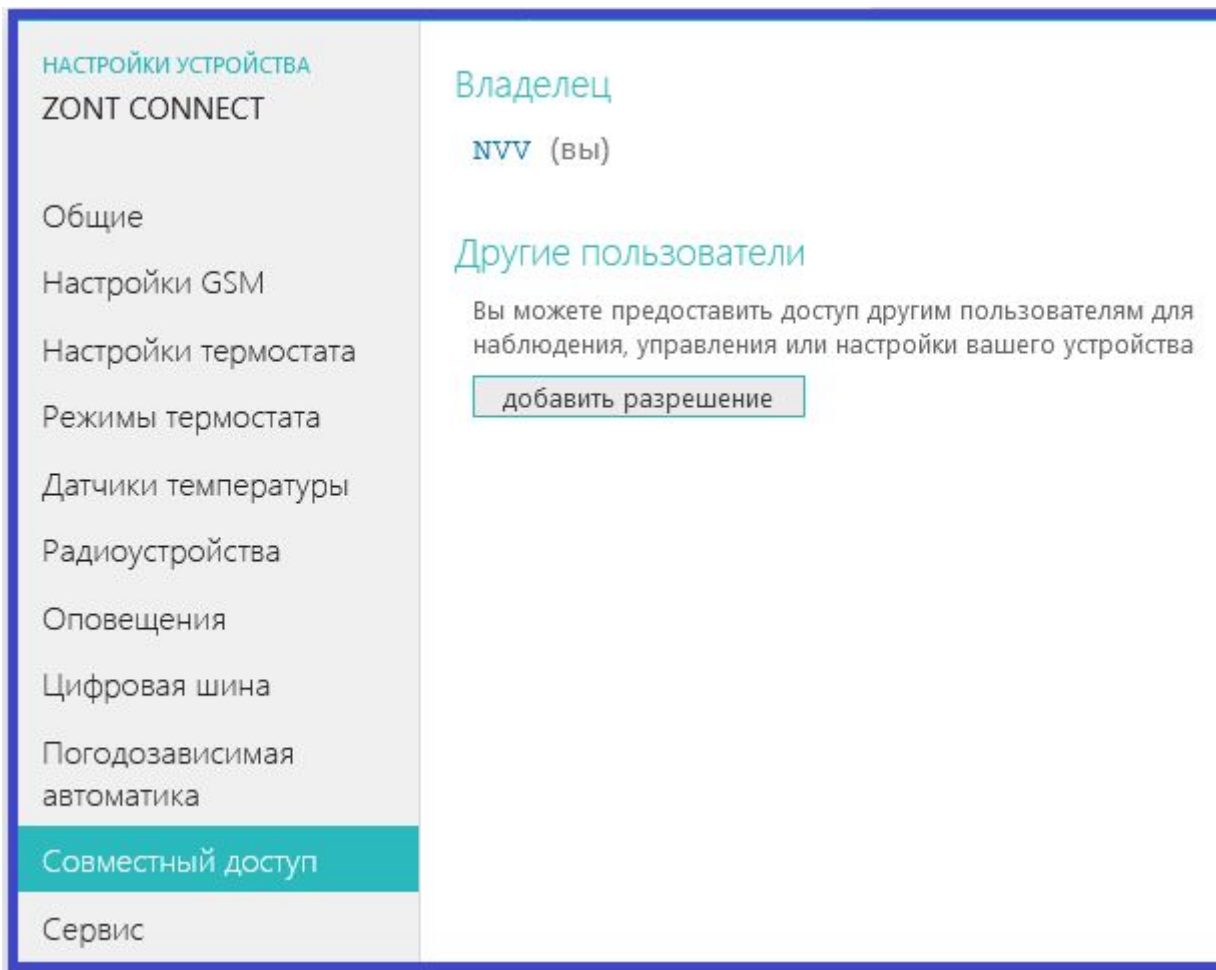 НАСТРОЙКИ УСТРОЙСТВА
ZONT CONNECT
Общие
Настройки GSM
Настройки термостата
Режимы термостата
Датчики температуры
Радиоустройства
Оповещения
Цифровая шина
Погодозависимая
автоматика
Совместный доступ
Сервис
Владелец
NVV (вы)
Другие пользователи
Вы можете предоставить доступ другим пользователям для
наблюдения, управления или настройки вашего устройства
добавить разрешение